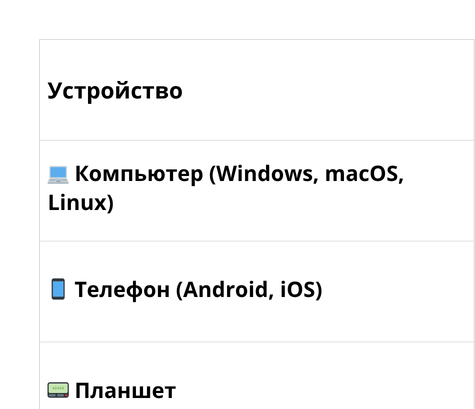 Устройство
💻 Компьютер (Windows, macOS,
Linux)
📱 Телефон (Android, iOS)
📟 Планшет